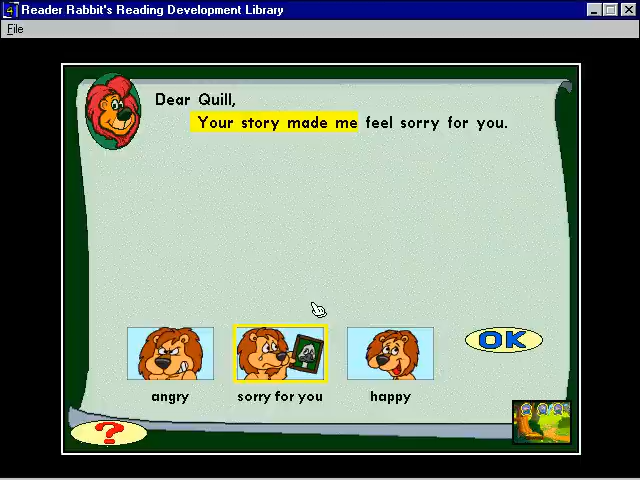 Reader Rabbit's Reading Development Library
File
Dear Quill,
Your story made me feel sorry for you.
OK
angry
sorry for you
happy
?